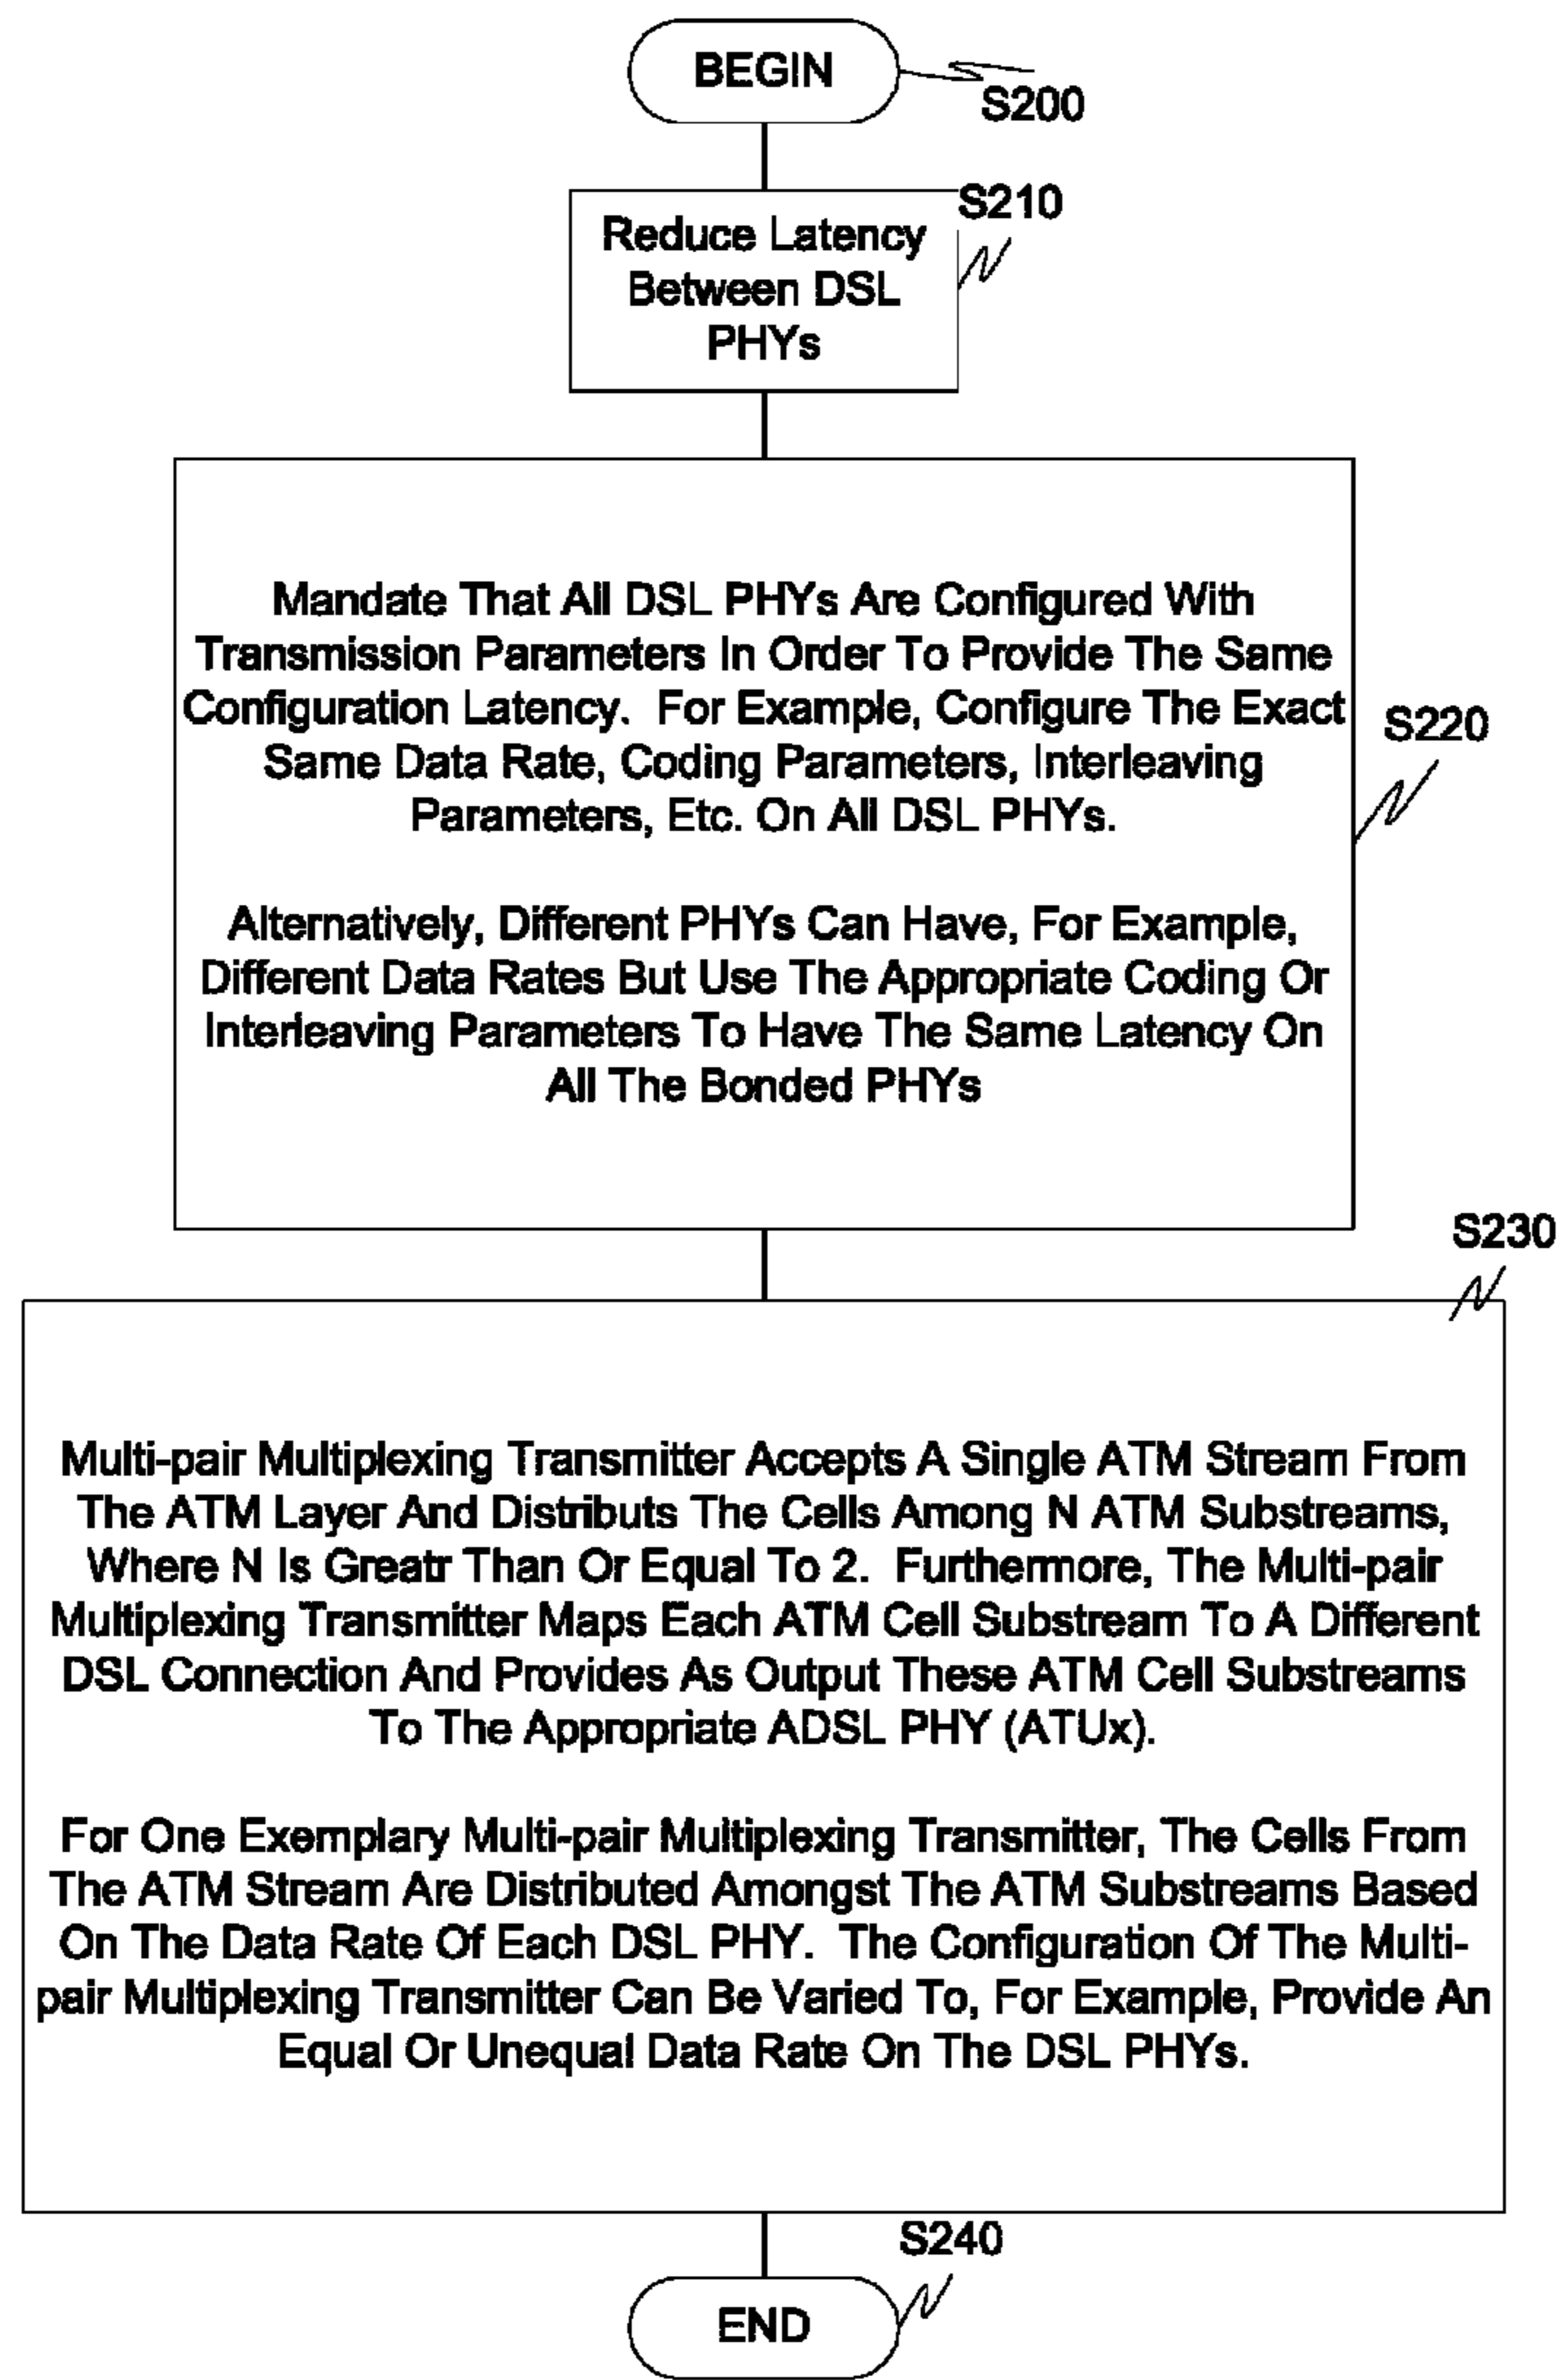 BEGIN
S200
S210
Reduce Latency
Between DSL
PHYs
Mandate That All DSL PHYs Are Configured With
Transmission Parameters In Order To Provide The Same
Configuration Latency. For Example, Configure The Exact
Same Data Rate, Coding Parameters, Interleaving
Parameters, Etc. On All DSL PHYs.
Alternatively, Different PHYs Can Have, For Example,
Different Data Rates But Use The Appropriate Coding Or
Interleaving Parameters To Have The Same Latency On
All The Bonded PHYs
S220
S230
Multi-pair Multiplexing Transmitter Accepts A Single ATM Stream From
The ATM Layer And Distributs The Cells Among N ATM Substreams,
Where N Is Greatr Than Or Equal To 2. Furthermore, The Multi-pair
Multiplexing Transmitter Maps Each ATM Cell Substream To A Different
DSL Connection And Provides As Output These ATM Cell Substreams
To The Appropriate ADSL PHY (ATUx).
For One Exemplary Multi-pair Multiplexing Transmitter, The Cells From
The ATM Stream Are Distributed Amongst The ATM Substreams Based
On The Data Rate Of Each DSL PHY. The Configuration Of The Multi-
pair Multiplexing Transmitter Can Be Varied To, For Example, Provide An
Equal Or Unequal Data Rate On The DSL PHYs.
S240
END